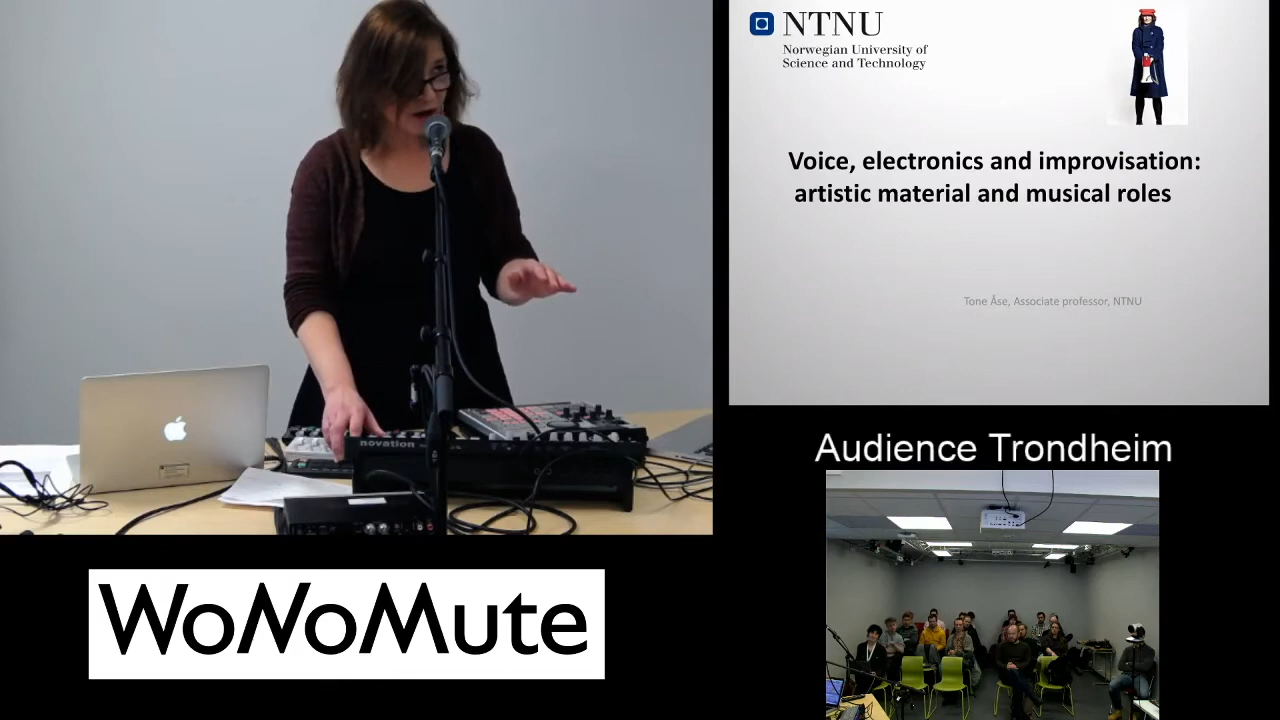 NTNU
Norwegian University of
Science and Technology
Voice, electronics and improvisation:
artistic material and musical roles
Tone Åse, Associate professor, NTNU
novation
Audience Trondheim
WoNoMute